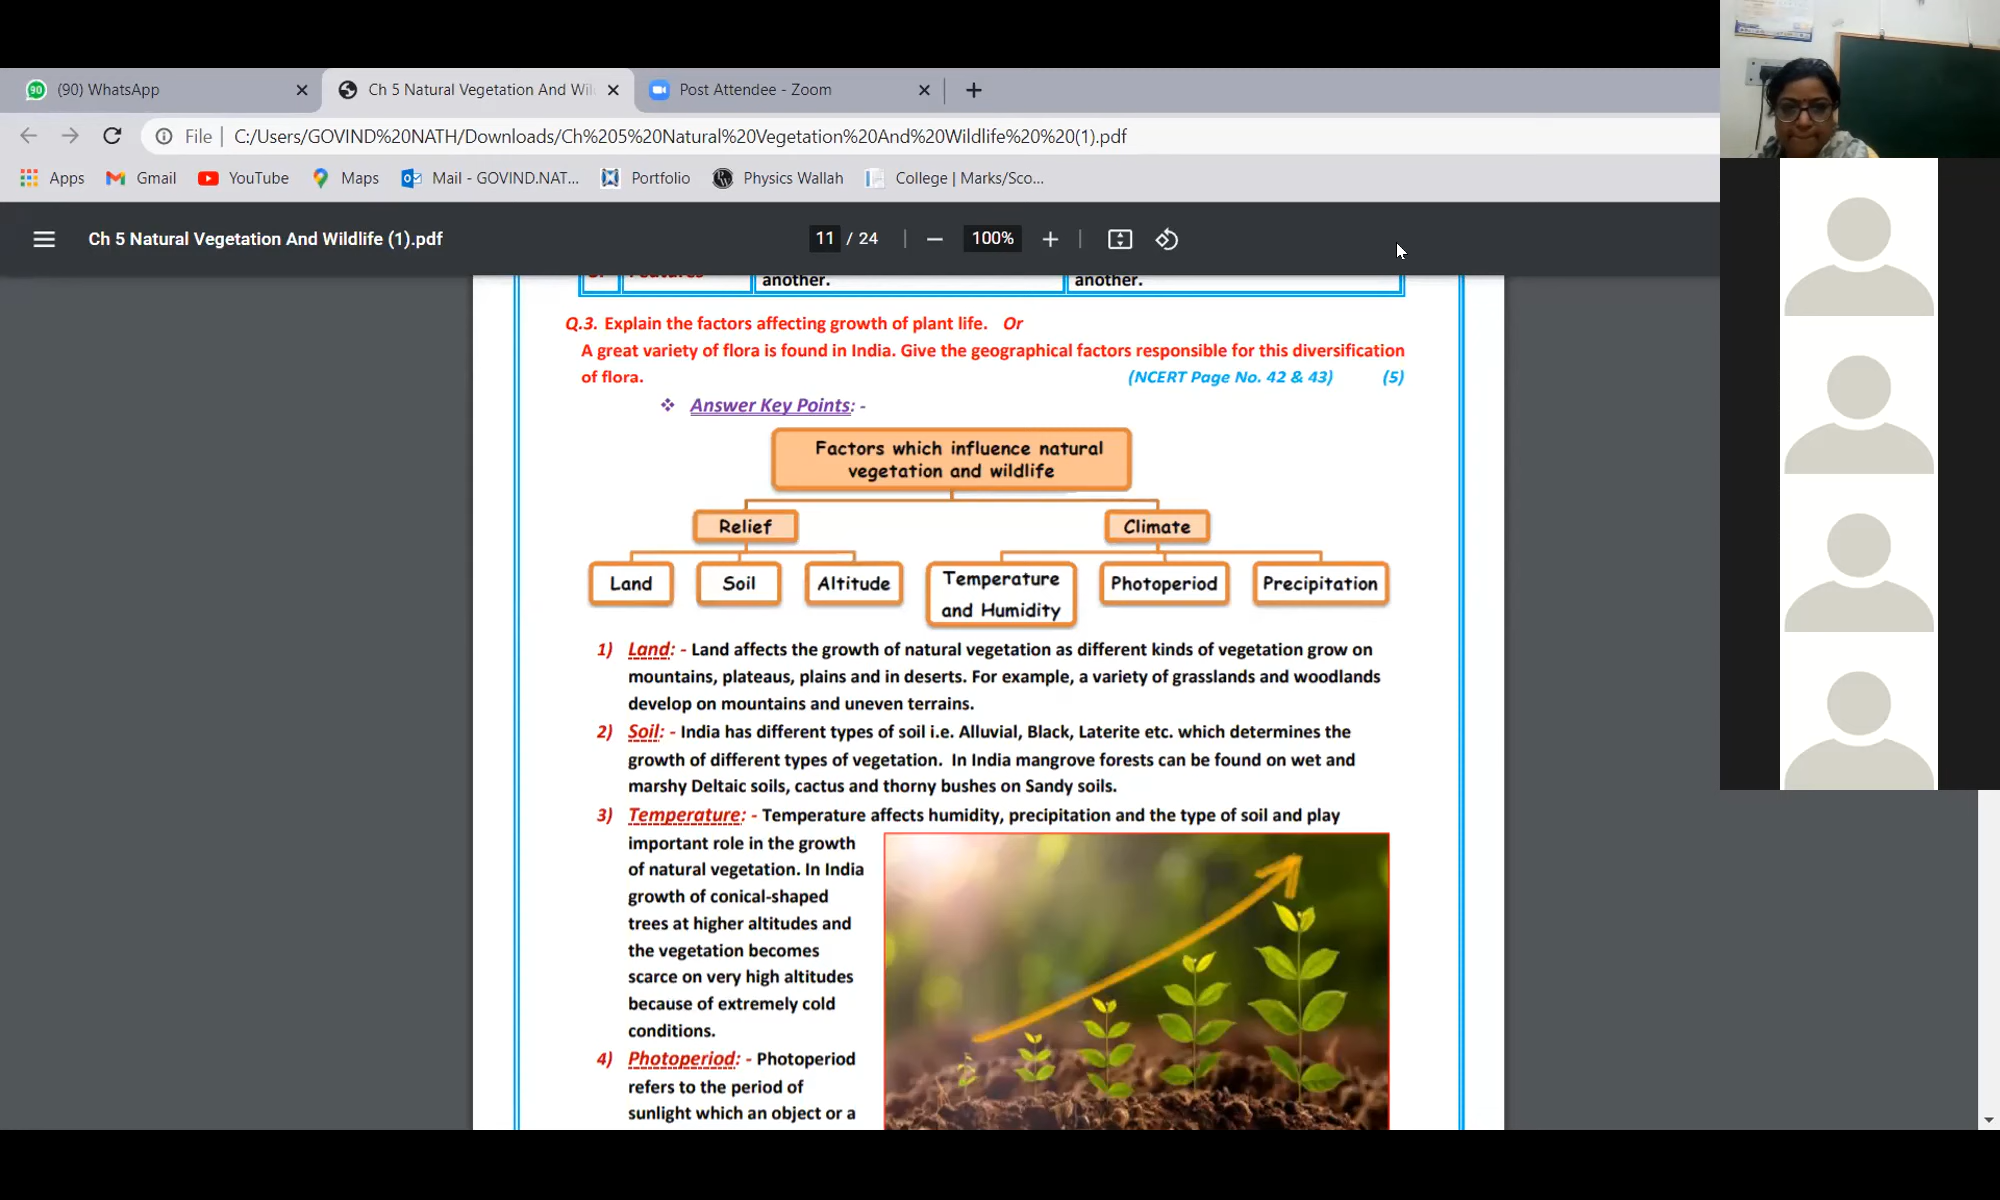 (90) WhatsApp
Ch 5 Natural Vegetation And Wil
Post Attendee - Zoom
File
C:/Users/GOVIND%20NATH/Downloads/Ch%205%20Natural%20Vegetation%20And%20Wildlife%20%20(1).pdf
Apps
Gmail
YouTube
Maps
Mail - GOVIND.NAT...
Portfolio
Physics Wallah
College | Marks/Sco...
Ch 5 Natural Vegetation And Wildlife (1).pdf
11 / 24
100%
another.
another.
Q.3. Explain the factors affecting growth of plant life. Or
A great variety of flora is found in India. Give the geographical factors responsible for this diversification
of flora. (NCERT Page No. 42 & 43) (5)
❖ Answer Key Points: -
Factors which influence natural
vegetation and wildlife
Relief
Climate
Land
Soil
Altitude
Temperature
and Humidity
Photoperiod
Precipitation
1) Land: - Land affects the growth of natural vegetation as different kinds of vegetation grow on
mountains, plateaus, plains and in deserts. For example, a variety of grasslands and woodlands
develop on mountains and uneven terrains.
2) Soil: - India has different types of soil i.e. Alluvial, Black, Laterite etc. which determines the
growth of different types of vegetation. In India mangrove forests can be found on wet and
marshy Deltaic soils, cactus and thorny bushes on Sandy soils.
3) Temperature: - Temperature affects humidity, precipitation and the type of soil and play
important role in the growth
of natural vegetation. In India
growth of conical-shaped
trees at higher altitudes and
the vegetation becomes
scarce on very high altitudes
because of extremely cold
conditions.
4) Photoperiod: - Photoperiod
refers to the period of
sunlight which an object or a